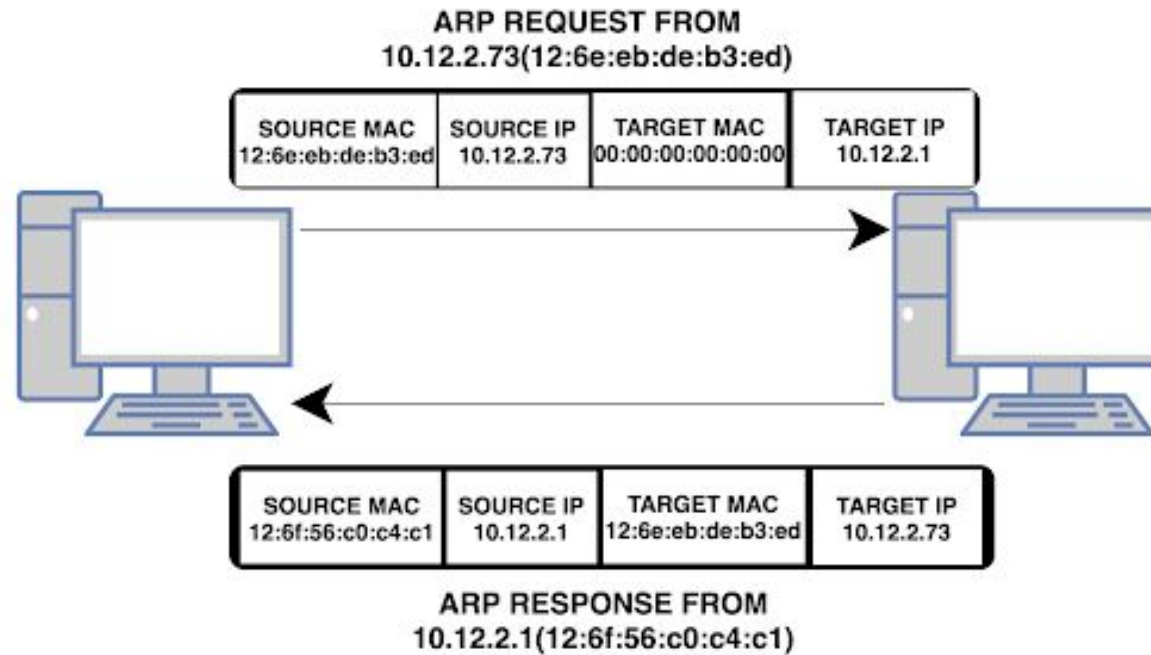 ARP REQUEST FROM
10.12.2.73(12:6e:eb:de:b3:ed)
SOURCE MAC
12:6e:eb:de:b3:ed
SOURCE IP
10.12.2.73
TARGET MAC
00:00:00:00:00:00
TARGET IP
10.12.2.1
SOURCE MAC
12:6f:56:c0:c4:c1
SOURCE IP
10.12.2.1
TARGET MAC
12:6e:eb:de:b3:ed
TARGET IP
10.12.2.73
ARP RESPONSE FROM
10.12.2.1(12:6f:56:c0:c4:c1)